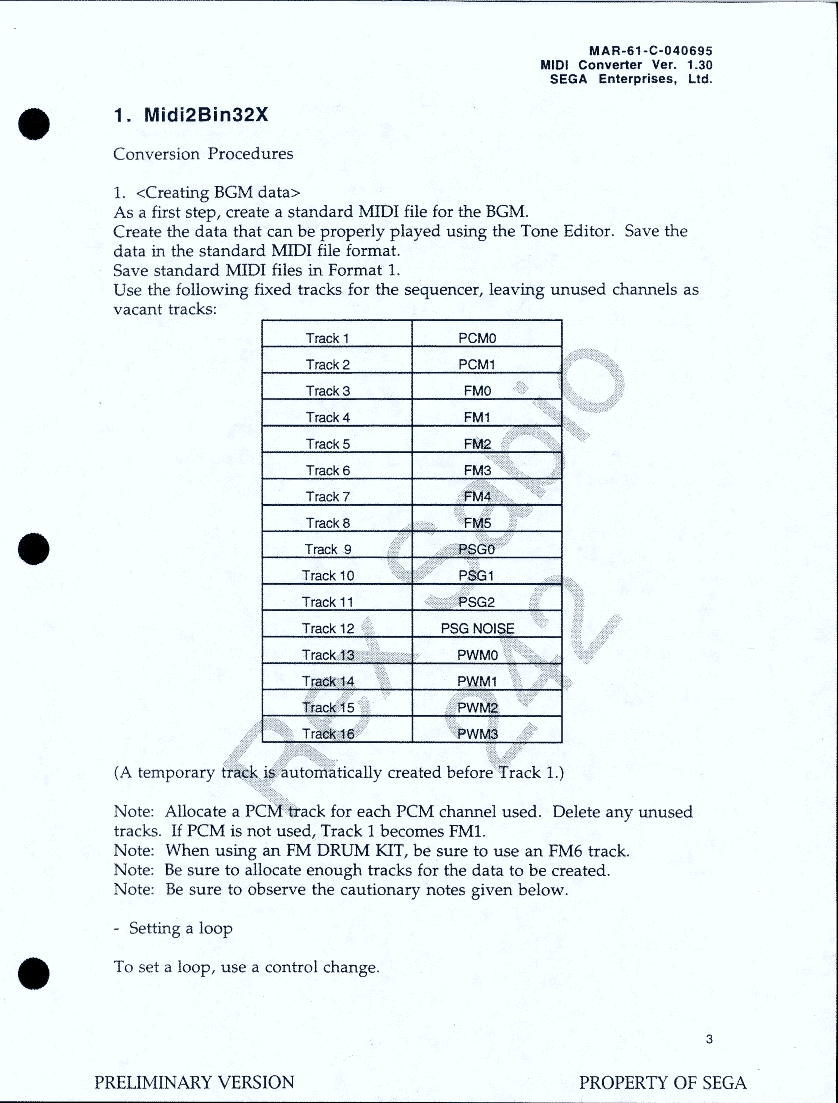 MAR-61-C-040695
MIDI Converter Ver. 1.30
SEGA Enterprises, Ltd.
1. Midi2Bin32X
Conversion Procedures
1. <Creating BGM data>
As a first step, create a standard MIDI file for the BGM.
Create the data that can be properly played using the Tone Editor. Save the
data in the standard MIDI file format.
Save standard MIDI files in Format 1.
Use the following fixed tracks for the sequencer, leaving unused channels as
vacant tracks:
Track 1 PCM0
Track 2 PCM1
Track 3 FM0
Track 4 FM1
Track 5 FM2
Track 6 FM3
Track 7 FM4
Track 8 FM5
Track 9 PSG0
Track 10 PSG1
Track 11 PSG2
Track 12 PSG NOISE
Track 13 PWM0
Track 14 PWM1
Track 15 PWM2
Track 16 PWM3
Rex Sabio
242
(A temporary track is automatically created before Track 1.)
Note: Allocate a PCM track for each PCM channel used. Delete any unused
tracks. If PCM is not used, Track 1 becomes FM1.
Note: When using an FM DRUM KIT, be sure to use an FM6 track.
Note: Be sure to allocate enough tracks for the data to be created.
Note: Be sure to observe the cautionary notes given below.
- Setting a loop
To set a loop, use a control change.
3
PRELIMINARY VERSION PROPERTY OF SEGA